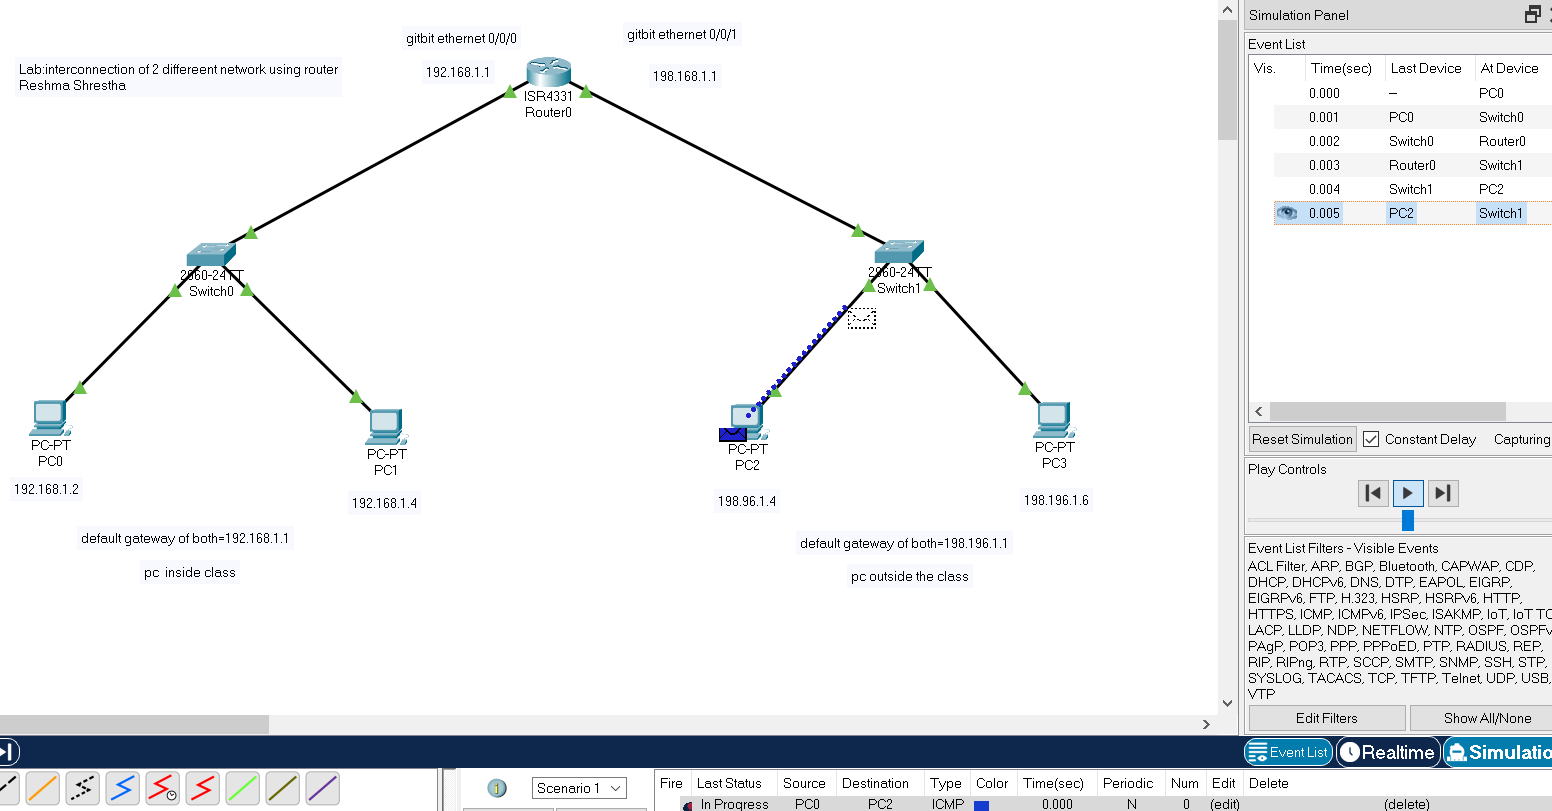 Lab:interconnection of 2 differeent network using router
Reshma Shrestha
gitbit ethernet 0/0/0
192.168.1.1
gitbit ethernet 0/0/1
198.168.1.1
ISR4331
Router0
2960-24TT
Switch0
2960-24TT
Switch1
PC-PT
PC0
192.168.1.2
PC-PT
PC1
192.168.1.4
PC-PT
PC2
198.96.1.4
PC-PT
PC3
198.196.1.6
default gateway of both=192.168.1.1
pc inside class
default gateway of both=198.196.1.1
pc outside the class
Simulation Panel
Event List
Vis. Time(sec) Last Device At Device
0.000 -- PC0
0.001 PC0 Switch0
0.002 Switch0 Router0
0.003 Router0 Switch1
0.004 Switch1 PC2
0.005 PC2 Switch1
Reset Simulation Constant Delay Capturing
Play Controls
Event List Filters - Visible Events
ACL Filter, ARP, BGP, Bluetooth, CAPWAP, CDP,
DHCP, DHCPv6, DNS, DTP, EAPOL, EIGRP,
EIGRPv6, FTP, H.323, HSRP, HSRPv6, HTTP,
HTTPS, ICMP, ICMPv6, IPSec, ISAKMP, IoT, IoT TC
LACP, LLDP, NDP, NETFLOW, NTP, OSPF, OSPFv
PAgP, POP3, PPP, PPPoED, PTP, RADIUS, REP,
RIP, RIPng, RTP, SCCP, SMTP, SNMP, SSH, STP,
SYSLOG, TACACS, TCP, TFTP, Telnet, UDP, USB,
VTP
Edit Filters Show All/None
Event List Realtime Simulatio
1 Scenario 1
Fire Last Status Source Destination Type Color Time(sec) Periodic Num Edit Delete
In Progress PC0 PC2 ICMP 0.000 N 0 (edit) (delete)